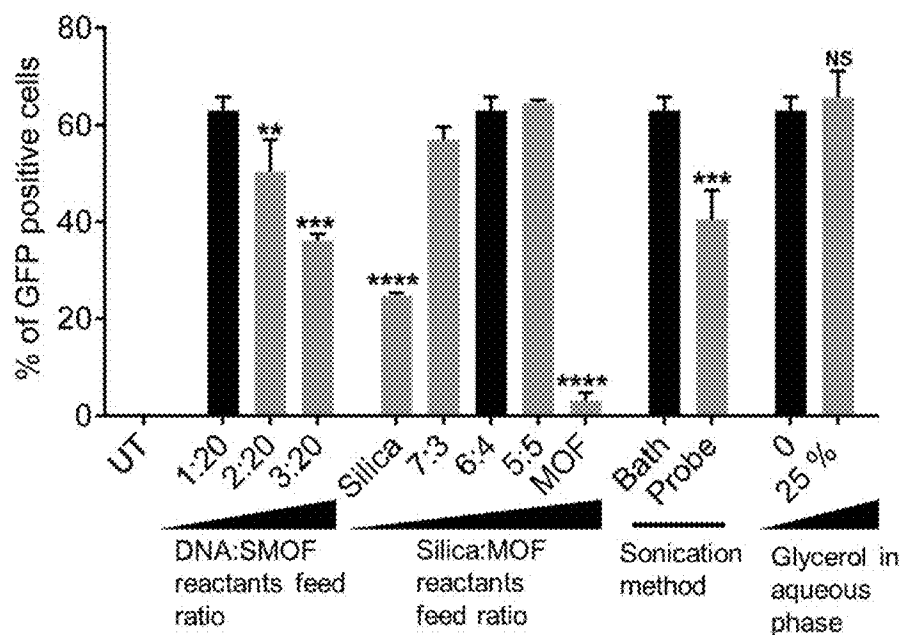 % of GFP positive cells
80
60
40
20
0
**
***
****
****
***
NS
UT
1:20
2:20
3:20
Silica
7:3
6:4
5:5
MOF
Bath
Probe
0
25 %
DNA:SMOF
reactants feed
ratio
Silica:MOF
reactants
feed ratio
Sonication
method
Glycerol in
aqueous
phase